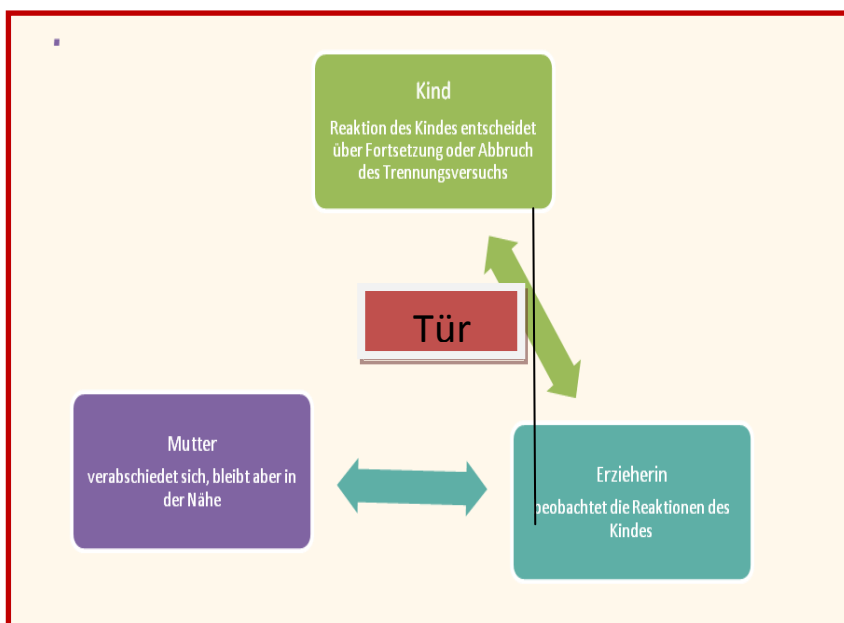 Kind
Reaktion des Kindes entscheidet
über Fortsetzung oder Abbruch
des Trennungsversuchs
Tür
Mutter
verabschiedet sich, bleibt aber in
der Nähe
Erzieherin
beobachtet die Reaktionen des
Kindes